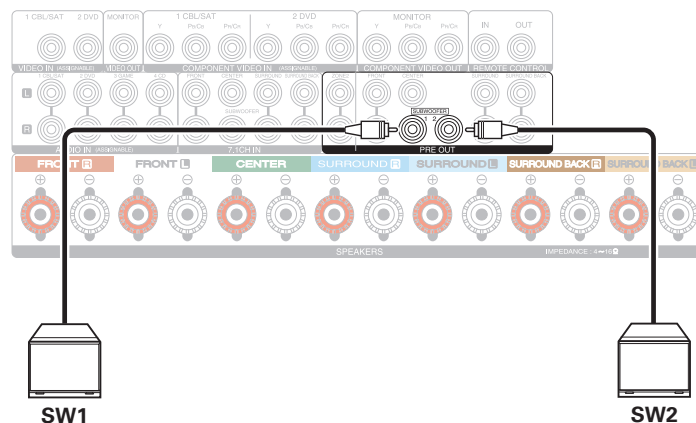 1 CBL/SAT 2 DVD MONITOR 1 CBL/SAT 2 DVD MONITOR IN OUT
Y PB/CB PR/CR Y PB/CB PR/CR Y PB/CB PR/CR
VIDEO IN (ASSIGNABLE) VIDEO OUT COMPONENT VIDEO IN (ASSIGNABLE) COMPONENT VIDEO OUT REMOTE CONTROL
1 CBL/SAT 2 DVD 3 GAME 4 CD FRONT CENTER SURROUND SURROUND BACK ZONE2 FRONT CENTER SURROUND SURROUND BACK
L
SUBWOOFER SUBWOOFER
1 2
R
AUDIO IN (ASSIGNABLE) 7.1CH IN PRE OUT
FRONT R FRONT L CENTER SURROUND R SURROUND L SURROUND BACK R SURROUND BACK L
⊕ ⊖ ⊕ ⊖ ⊕ ⊖ ⊕ ⊖ ⊕ ⊖ ⊕ ⊖ ⊕ ⊖
SPEAKERS IMPEDANCE : 4~16Ω
SW1 SW2